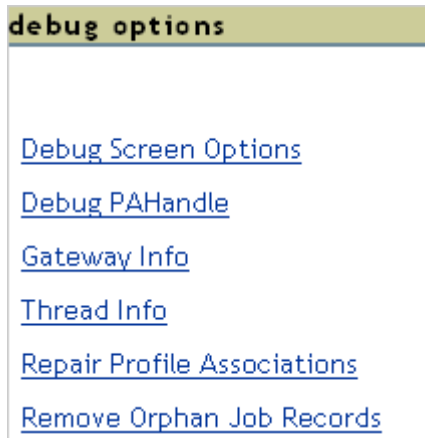 debug options
Debug Screen Options
Debug PAHandle
Gateway Info
Thread Info
Repair Profile Associations
Remove Orphan Job Records